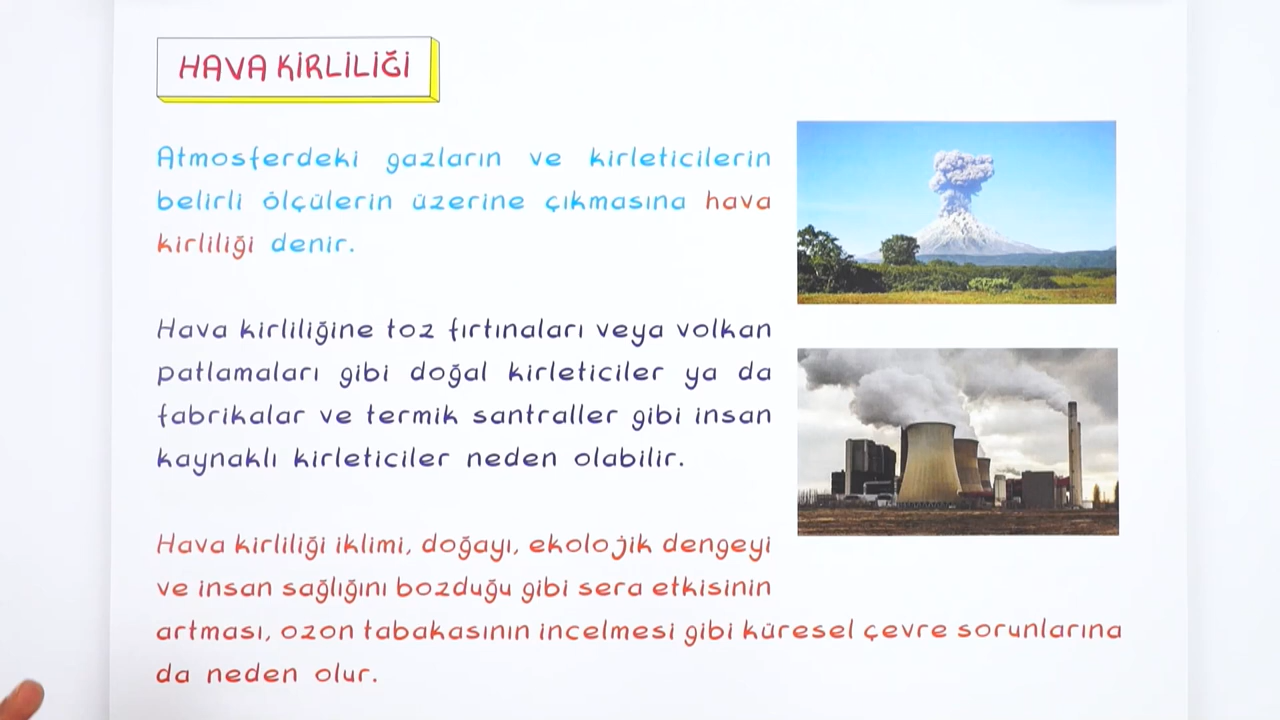 HAVA KİRLİLİĞİ
Atmosferdeki gazların ve kirleticilerin
belirli ölçülerin üzerine çıkmasına hava
kirliliği denir.
Hava kirliliğine toz fırtınaları veya volkan
patlamaları gibi doğal kirleticiler ya da
fabrikalar ve termik santraller gibi insan
kaynaklı kirleticiler neden olabilir.
Hava kirliliği iklimi, doğayı, ekolojik dengeyi
ve insan sağlığını bozduğu gibi sera etkisinin
artması, ozon tabakasının incelmesi gibi küresel çevre sorunlarına
da neden olur.